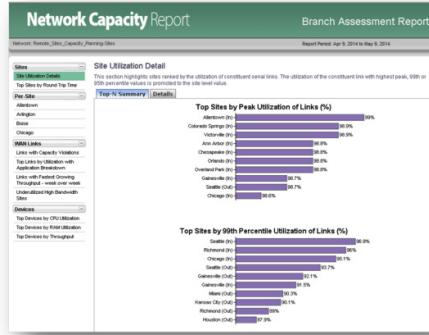 Network Capacity Report
Branch Assessment Report
Network: Remote_Sites_Capacity_Planning-Sites
Report Period: Apr 9, 2014 to May 9, 2014
Sites
Site Utilization Details
Top Sites by Round Trip Time
Per-Site
Allentown
Arlington
Boise
Chicago
WAN Links
Links with Capacity Violations
Top Links by Utilization with
Application Breakdown
Links with Fastest Growing
Throughput - week over week
Underutilized High Bandwidth
Sites
Devices
Top Devices by CPU Utilization
Top Devices by RAM Utilization
Top Devices by Throughput
Site Utilization Detail
This section highlights sites ranked by the utilization of constituent serial links. The utilization of the constituent link with highest peak, 99th or
95th percentile values is promoted to the site level value.
Top-N Summary
Details
Top Sites by Peak Utilization of Links (%)
Allentown (In) 99%
Colorado Springs (In) 98.9%
Victorville (In) 98.9%
Ann Arbor (In) 98.8%
Chesapeake (In) 98.8%
Orlando (In) 98.8%
Overland Park (In) 98.8%
Gainesville (In) 98.7%
Seattle (Out) 98.7%
Chicago (In) 98.6%
Top Sites by 99th Percentile Utilization of Links (%)
Seattle (In)
Richmond (In) 96%
Chicago (In) 95.1%
Seattle (Out) 93.7%
Gainesville (Out) 92.1%
Gainesville (In) 91.5%
Miami (Out) 90.3%
Kansas City (Out) 90.1%
Richmond (Out) 89%
Houston (Out) 87.9%